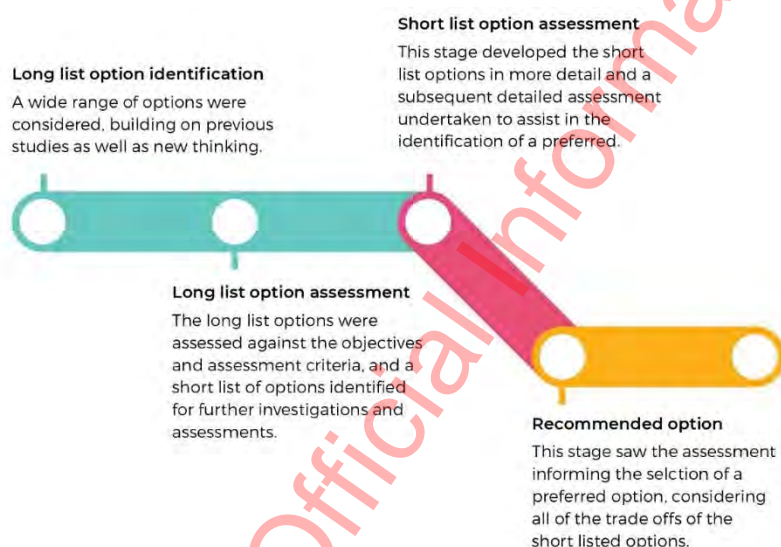 Long list option identification
A wide range of options were
considered, building on previous
studies as well as new thinking.
Short list option assessment
This stage developed the short
list options in more detail and a
subsequent detailed assessment
undertaken to assist in the
identification of a preferred.
Long list option assessment
The long list options were
assessed against the objectives
and assessment criteria, and a
short list of options identified
for further investigations and
assessments.
Recommended option
This stage saw the assessment
informing the selction of a
preferred option, considering
all of the trade offs of the
short listed options.
Official Informa